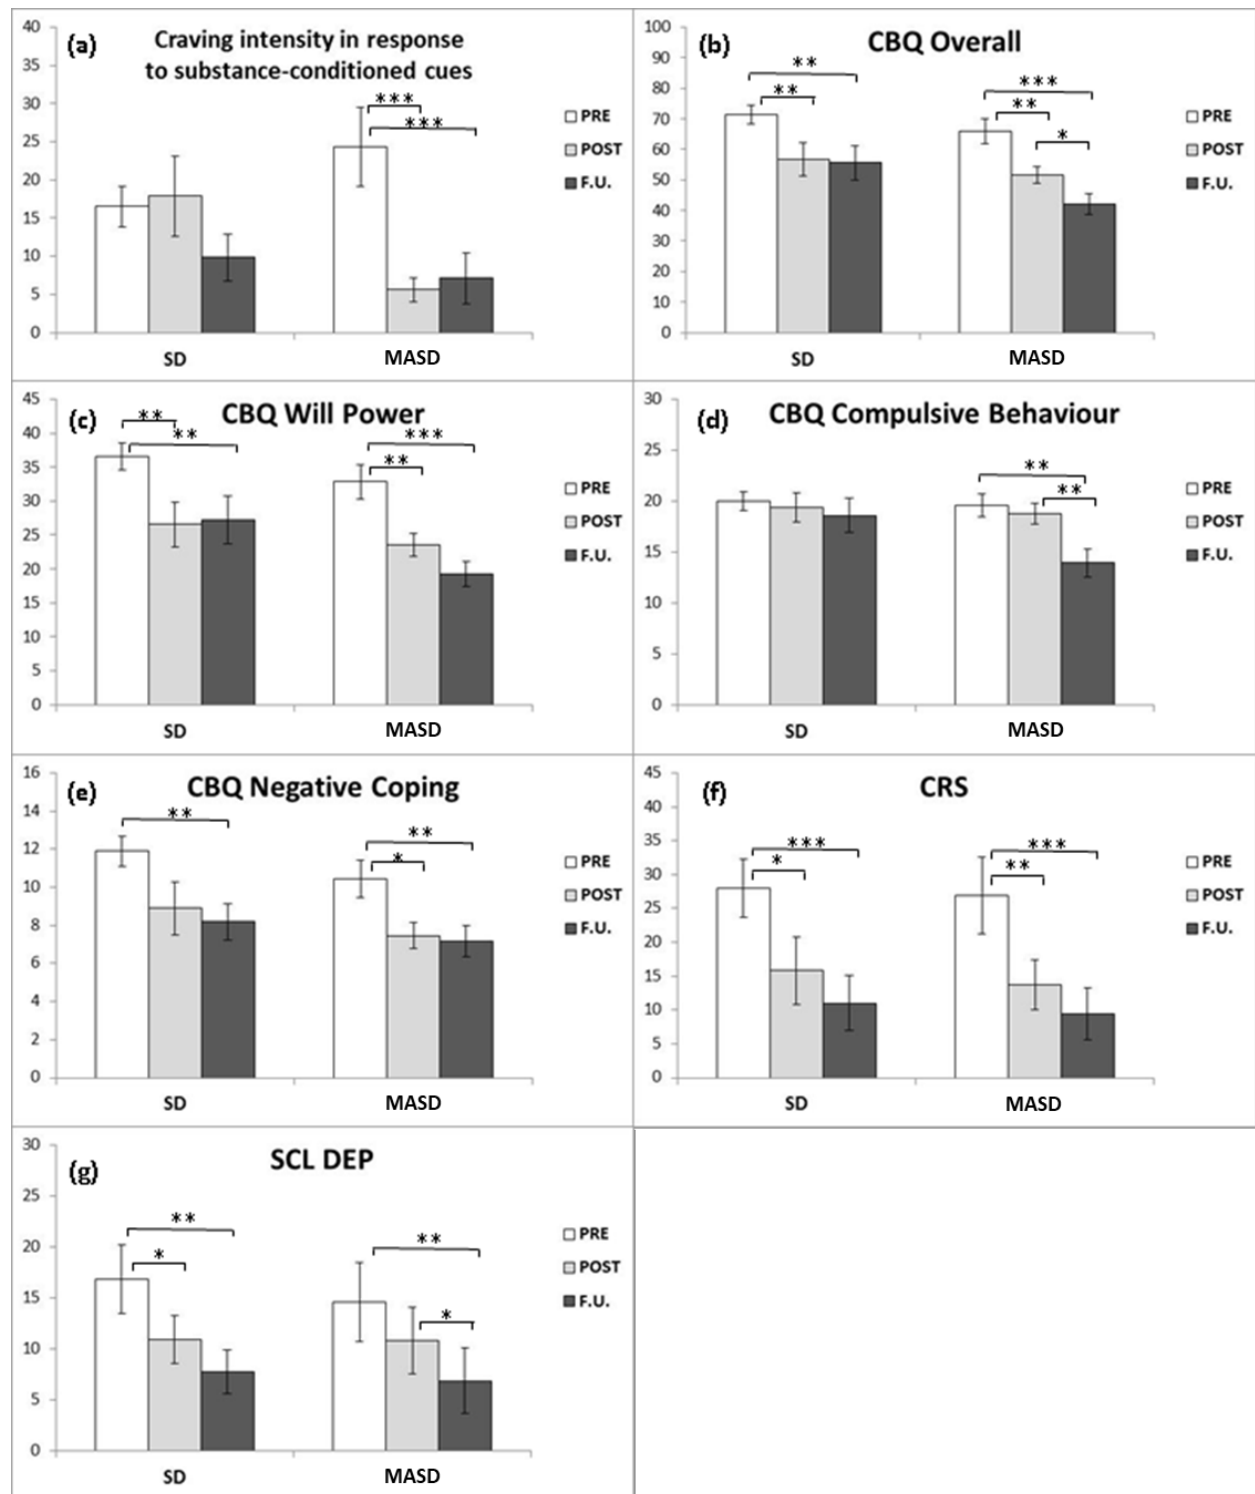 (a)
Craving intensity in response
to substance-conditioned cues
40
35
30
25
20
15
10
5
0
***
***
SD
MASD
PRE
POST
F.U.
(b)
CBQ Overall
100
90
80
70
60
50
40
30
20
10
0
**
**
***
**
*
SD
MASD
PRE
POST
F.U.
(c)
CBQ Will Power
45
40
35
30
25
20
15
10
5
0
**
**
***
**
SD
MASD
PRE
POST
F.U.
(d)
CBQ Compulsive Behaviour
30
25
20
15
10
5
0
**
**
SD
MASD
PRE
POST
F.U.
(e)
CBQ Negative Coping
16
14
12
10
8
6
4
2
0
**
**
*
SD
MASD
PRE
POST
F.U.
(f)
CRS
45
40
35
30
25
20
15
10
5
0
***
*
***
**
SD
MASD
PRE
POST
F.U.
(g)
SCL DEP
30
25
20
15
10
5
0
**
*
**
*
SD
MASD
PRE
POST
F.U.